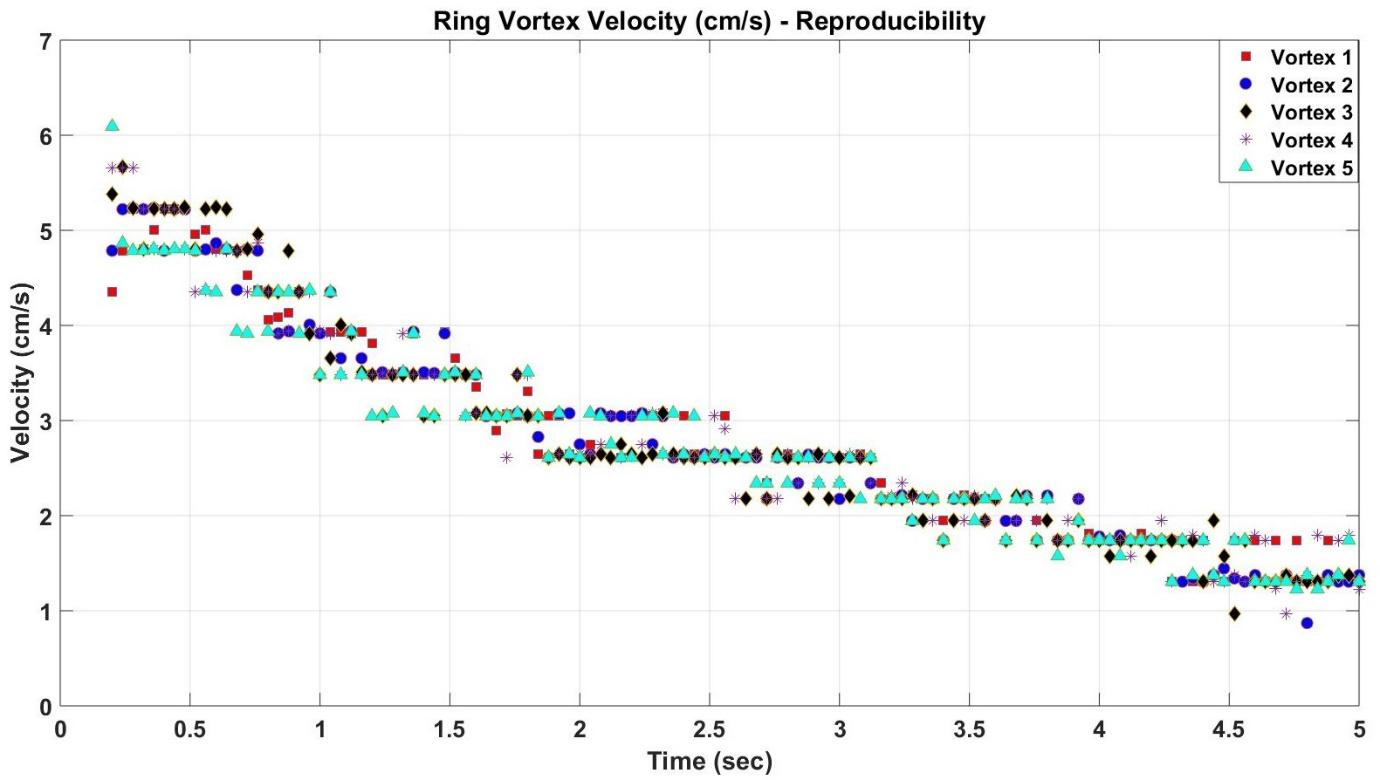 Ring Vortex Velocity (cm/s) - Reproducibility
7
6
5
4
3
2
1
0
Velocity (cm/s)
Vortex 1
Vortex 2
Vortex 3
Vortex 4
Vortex 5
0 0.5 1 1.5 2 2.5 3 3.5 4 4.5 5
Time (sec)